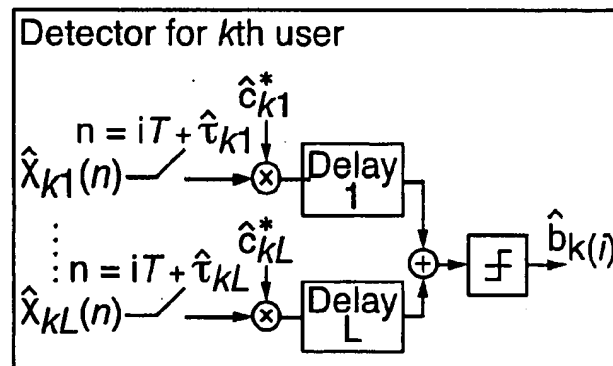 Detector for kth user
ĉ*k1
n = iT + τ̂k1
x̂k1(n)
Delay 1
ĉ*kL
n = iT + τ̂kL
x̂kL(n)
Delay L
b̂k(i)